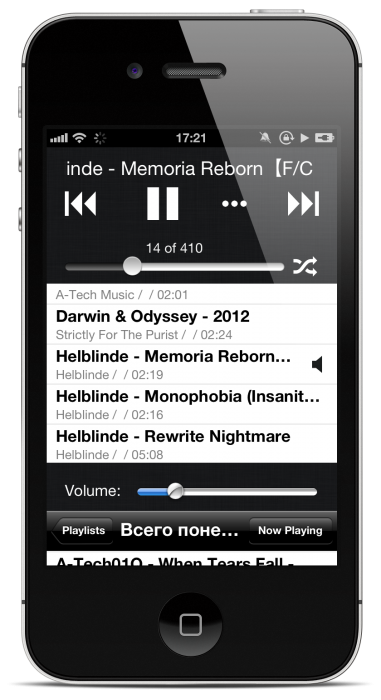 17:21
inde - Memoria Reborn【F/C
14 of 410
A-Tech Music / / 02:01
Darwin & Odyssey - 2012
Strictly For The Purist / / 02:24
Helblinde - Memoria Reborn...
Helblinde / / 02:19
Helblinde - Monophobia (Insanit...
Helblinde / / 02:16
Helblinde - Rewrite Nightmare
Helblinde / / 05:08
Volume:
Playlists Всего поне... Now Playing
A-Tech01O - When Tears Fall -